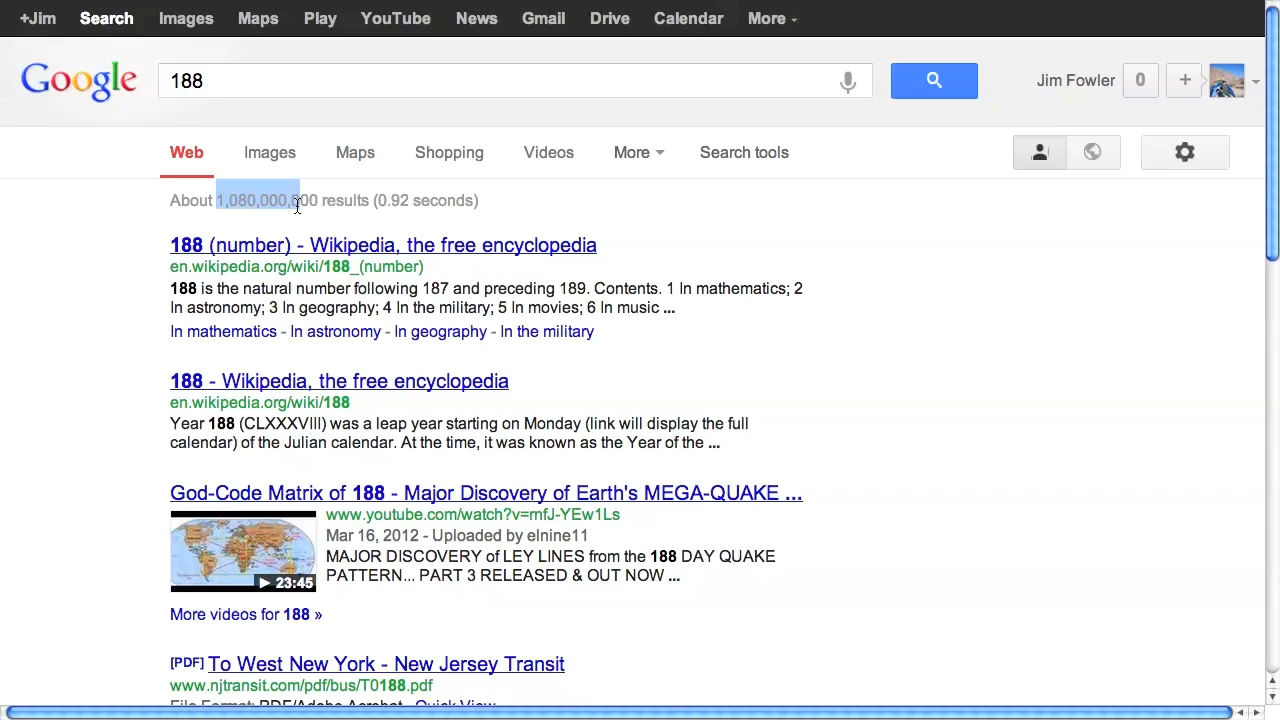 +Jim Search Images Maps Play YouTube News Gmail Drive Calendar More
Google 188 Jim Fowler 0 +
Web Images Maps Shopping Videos More Search tools
About 1,080,000,000 results (0.92 seconds)
188 (number) - Wikipedia, the free encyclopedia
en.wikipedia.org/wiki/188_(number)
188 is the natural number following 187 and preceding 189. Contents. 1 In mathematics; 2
In astronomy; 3 In geography; 4 In the military; 5 In movies; 6 In music ...
In mathematics - In astronomy - In geography - In the military
188 - Wikipedia, the free encyclopedia
en.wikipedia.org/wiki/188
Year 188 (CLXXXVIII) was a leap year starting on Monday (link will display the full
calendar) of the Julian calendar. At the time, it was known as the Year of the ...
God-Code Matrix of 188 - Major Discovery of Earth's MEGA-QUAKE ...
www.youtube.com/watch?v=rnfJ-YEw1Ls
Mar 16, 2012 - Uploaded by elnine11
MAJOR DISCOVERY of LEY LINES from the 188 DAY QUAKE
PATTERN... PART 3 RELEASED & OUT NOW ...
23:45
More videos for 188 »
[PDF] To West New York - New Jersey Transit
www.njtransit.com/pdf/bus/T0188.pdf
File Format: PDF/Adobe Acrobat - Quick View